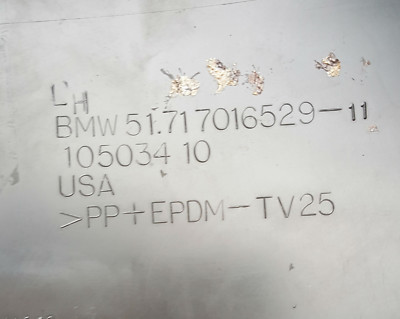 LH
BMW 51.71 7016529-11
105034 10
USA
>PP+EPDM-TV25